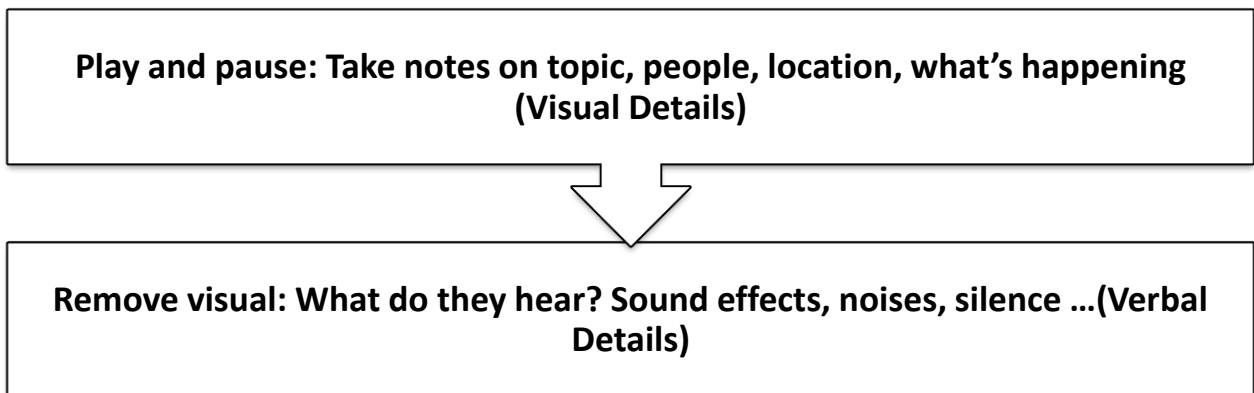 Play and pause: Take notes on topic, people, location, what’s happening
(Visual Details)
Remove visual: What do they hear? Sound effects, noises, silence …(Verbal
Details)